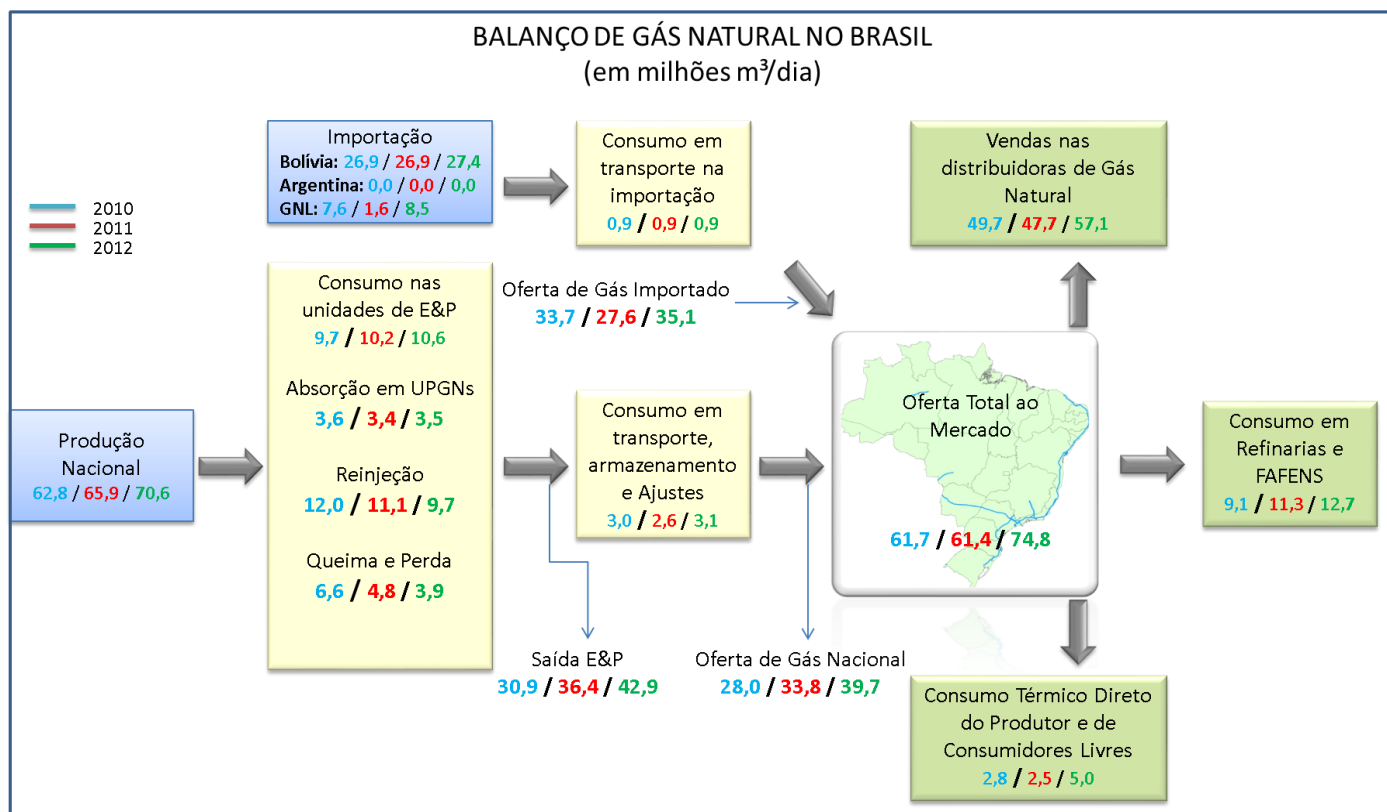 BALANÇO DE GÁS NATURAL NO BRASIL
(em milhões m³/dia)
2010
2011
2012
Importação
Bolívia: 26,9 / 26,9 / 27,4
Argentina: 0,0 / 0,0 / 0,0
GNL: 7,6 / 1,6 / 8,5
Consumo em
transporte na
importação
0,9 / 0,9 / 0,9
Vendas nas
distribuidoras de Gás
Natural
49,7 / 47,7 / 57,1
Oferta de Gás Importado
33,7 / 27,6 / 35,1
Produção
Nacional
62,8 / 65,9 / 70,6
Consumo nas
unidades de E&P
9,7 / 10,2 / 10,6
Absorção em UPGNs
3,6 / 3,4 / 3,5
Reinjeção
12,0 / 11,1 / 9,7
Queima e Perda
6,6 / 4,8 / 3,9
Consumo em
transporte,
armazenamento
e Ajustes
3,0 / 2,6 / 3,1
Oferta Total ao
Mercado
61,7 / 61,4 / 74,8
Consumo em
Refinarias e
FAFENS
9,1 / 11,3 / 12,7
Saída E&P
30,9 / 36,4 / 42,9
Oferta de Gás Nacional
28,0 / 33,8 / 39,7
Consumo Térmico Direto
do Produtor e de
Consumidores Livres
2,8 / 2,5 / 5,0